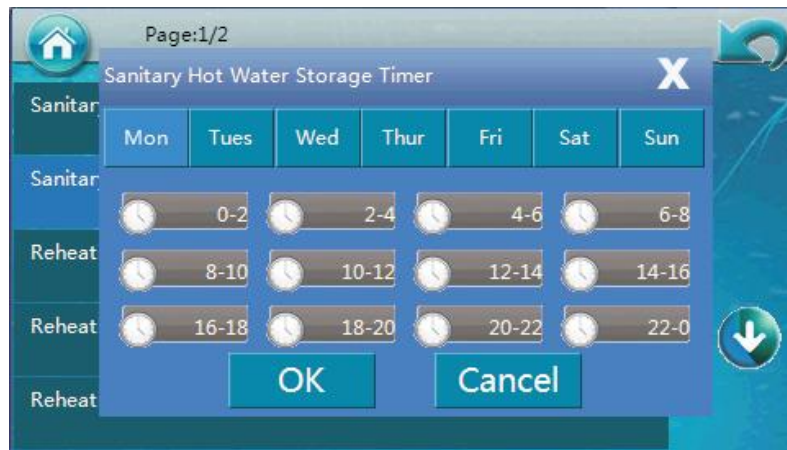 Page:1/2
Sanitary Hot Water Storage Timer X
Mon Tues Wed Thur Fri Sat Sun
0-2 2-4 4-6 6-8
8-10 10-12 12-14 14-16
16-18 18-20 20-22 22-0
OK Cancel
Sanitar
Sanitar
Reheat
Reheat
Reheat